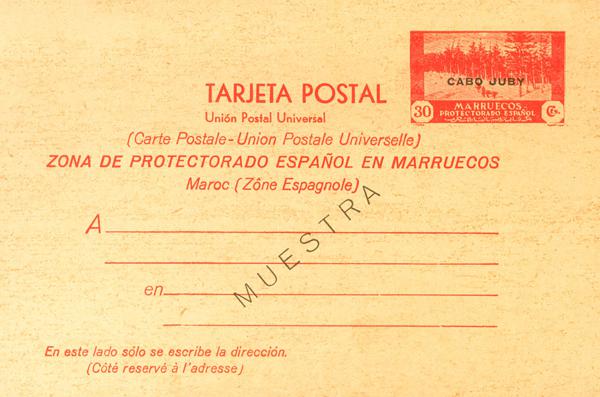 CABO JUBY
30
MARRUECOS
PROTECTORADO ESPAÑOL
Cts.
TARJETA POSTAL
Unión Postal Universal
(Carte Postale-Union Postale Universelle)
ZONA DE PROTECTORADO ESPAÑOL EN MARRUECOS
Maroc (Zône Espagnole)
A
MUESTRA
en
En este lado sólo se escribe la dirección.
(Côté reservé à l'adresse)